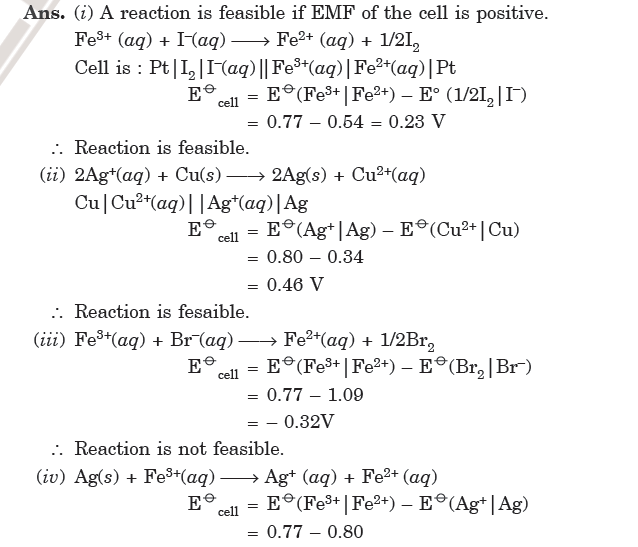 Ans. (i) A reaction is feasible if EMF of the cell is positive.
Fe³⁺ (aq) + I⁻(aq) ⟶ Fe²⁺ (aq) + 1/2I₂
Cell is : Pt|I₂|I⁻(aq)||Fe³⁺(aq)|Fe²⁺(aq)|Pt
E⊖cell = E⊖(Fe³⁺|Fe²⁺) – E° (1/2I₂|I⁻)
= 0.77 – 0.54 = 0.23 V
∴ Reaction is feasible.
(ii) 2Ag⁺(aq) + Cu(s) ⟶ 2Ag(s) + Cu²⁺(aq)
Cu|Cu²⁺(aq)||Ag⁺(aq)|Ag
E⊖cell = E⊖(Ag⁺|Ag) – E⊖(Cu²⁺|Cu)
= 0.80 – 0.34
= 0.46 V
∴ Reaction is fesaible.
(iii) Fe³⁺(aq) + Br⁻(aq) ⟶ Fe²⁺(aq) + 1/2Br₂
E⊖cell = E⊖(Fe³⁺|Fe²⁺) – E⊖(Br₂|Br⁻)
= 0.77 – 1.09
= – 0.32V
∴ Reaction is not feasible.
(iv) Ag(s) + Fe³⁺(aq) ⟶ Ag⁺ (aq) + Fe²⁺ (aq)
E⊖cell = E⊖(Fe³⁺|Fe²⁺) – E⊖(Ag⁺|Ag)
= 0.77 – 0.80